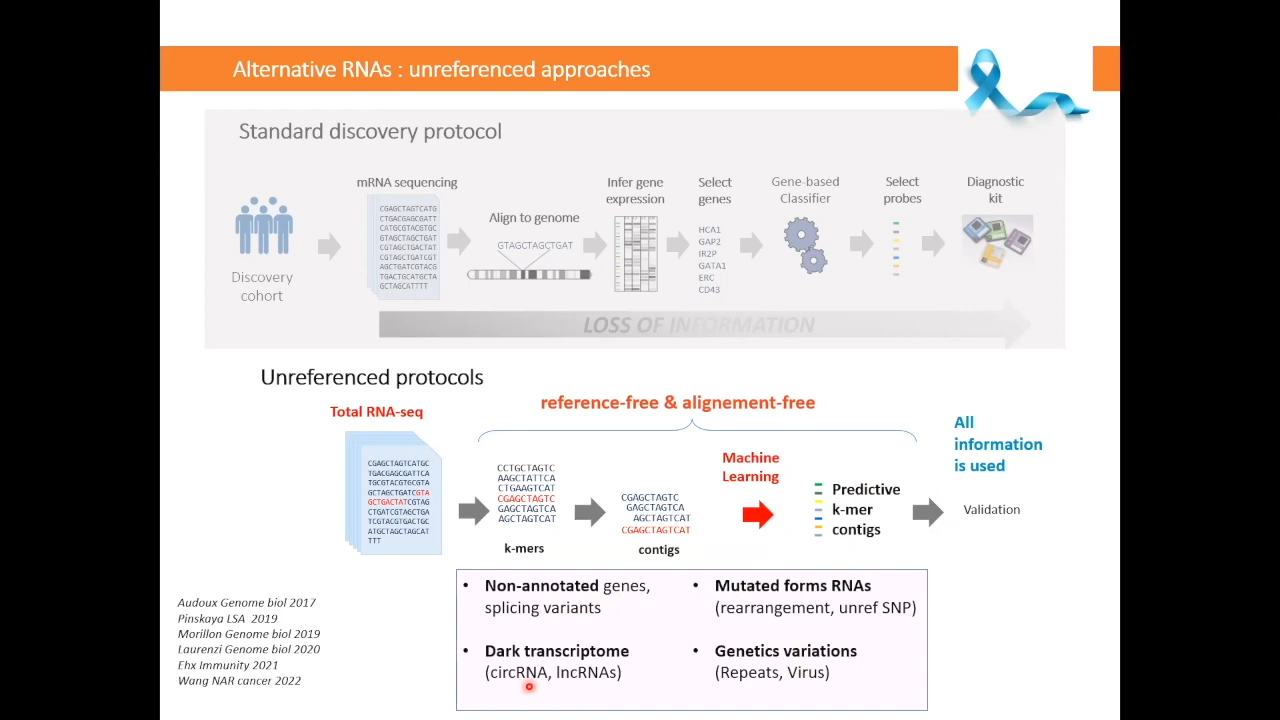 Alternative RNAs : unreferenced approaches
Standard discovery protocol
Discovery
cohort
mRNA sequencing
CGAGCTAGTCATG
CTGACGAGCGATT
CATGCGTACGTGC
GTAGCTAGCTGAT
CGTAGCTGACTAT
CGTAGCTGATCGT
AGCTGATCGTACG
TGACTGCATGCTA
GCTAGCATTTT
Align to genome
GTAGCTAGCTGAT
Infer gene
expression
Select
genes
HCA1
GAP2
IR2P
GATA1
ERC
CD43
Gene-based
Classifier
Select
probes
Diagnostic
kit
LOSS OF INFORMATION
Unreferenced protocols
Total RNA-seq
CGAGCTAGTCATGC
TGACGAGCGATTCA
TGCGTACGTGCGTA
GCTAGCTGATCGTA
GCTGACTATCGTAG
CTGATCGTAGCTGA
TCGTACGTGACTGC
ATGCTAGCTAGCAT
TTT
reference-free & alignement-free
CCTGCTAGTC
AAGCTATTCA
CTGAAGTCAT
CGAGCTAGTC
GAGCTAGTCA
AGCTAGTCAT
k-mers
CGAGCTAGTC
GAGCTAGTCA
AGCTAGTCAT
CGAGCTAGTCAT
contigs
Machine
Learning
Predictive
k-mer
contigs
All
information
is used
Validation
• Non-annotated genes,
splicing variants
• Dark transcriptome
(circRNA, lncRNAs)
• Mutated forms RNAs
(rearrangement, unref SNP)
• Genetics variations
(Repeats, Virus)
Audoux Genome biol 2017
Pinskaya LSA 2019
Morillon Genome biol 2019
Laurenzi Genome biol 2020
Ehx Immunity 2021
Wang NAR cancer 2022